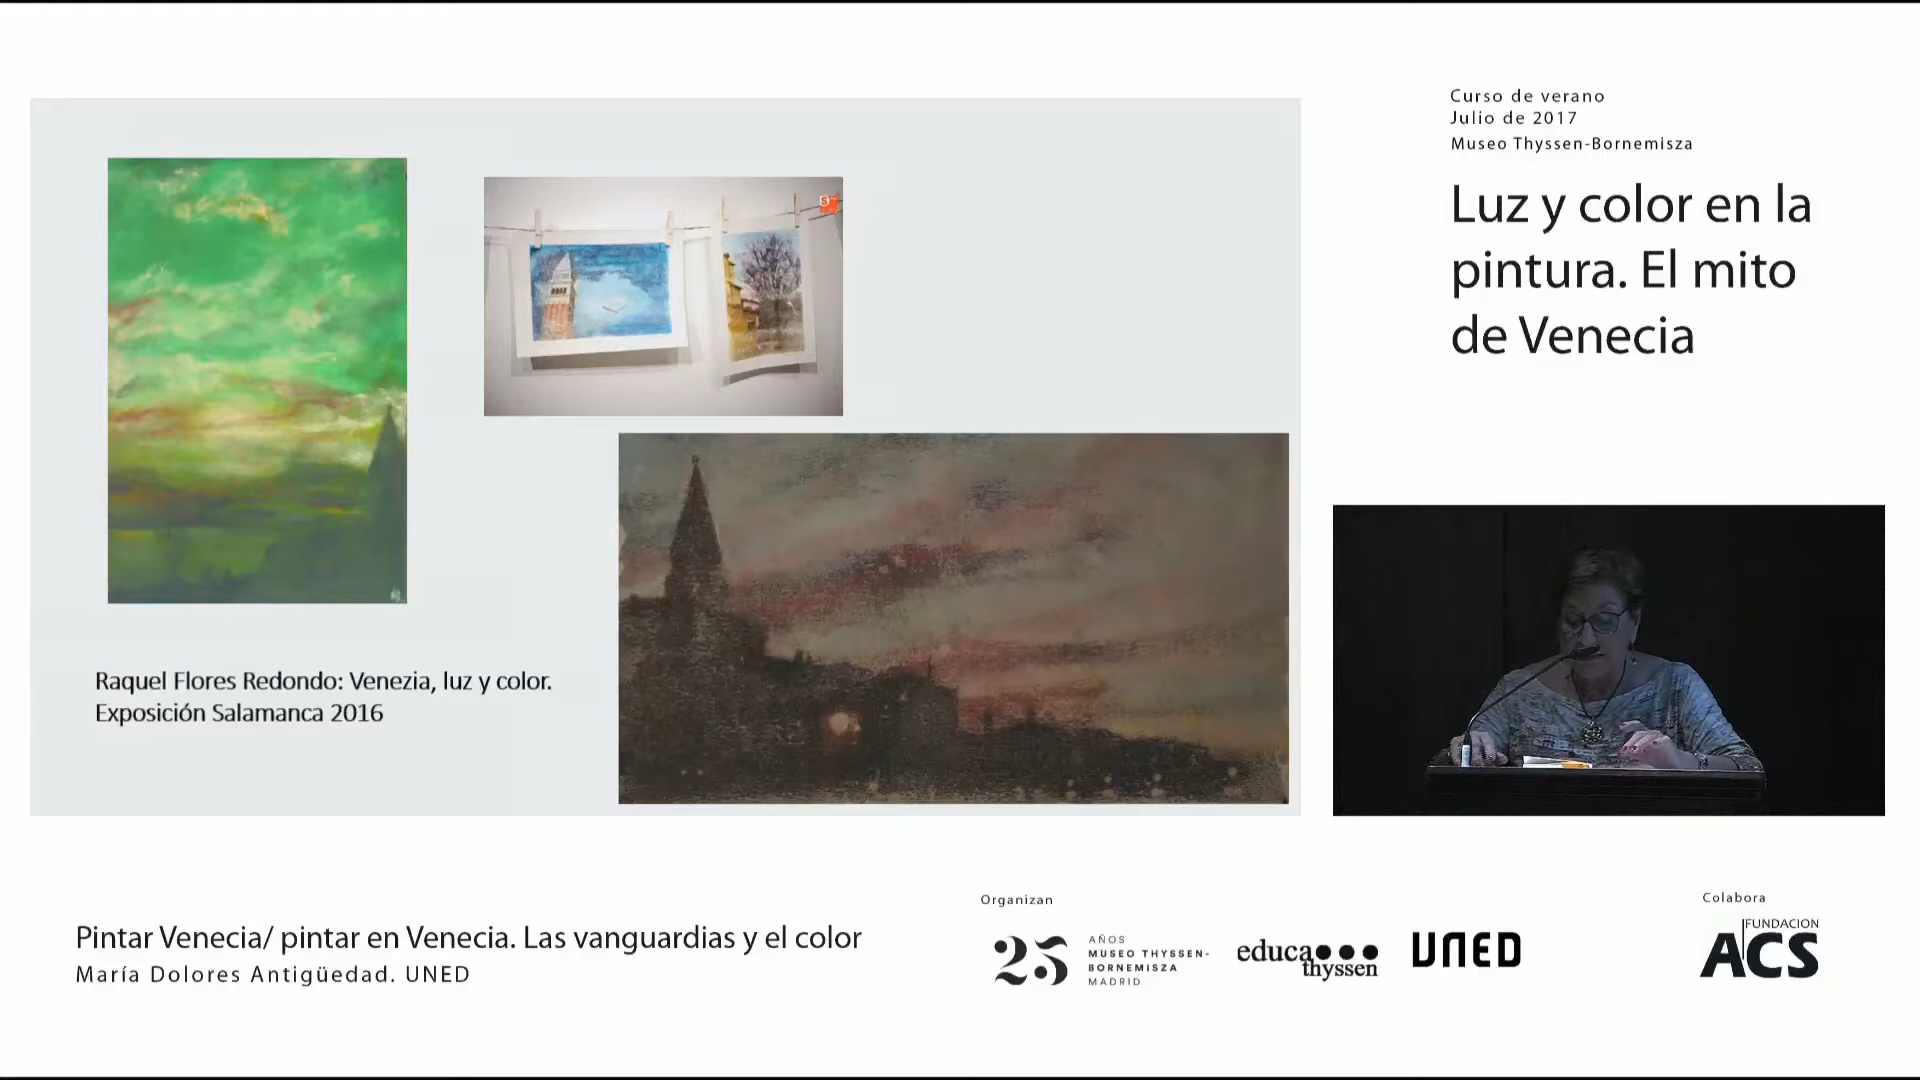 Curso de verano
Julio de 2017
Museo Thyssen-Bornemisza
Luz y color en la
pintura. El mito
de Venecia
Raquel Flores Redondo: Venezia, luz y color.
Exposición Salamanca 2016
Pintar Venecia/ pintar en Venecia. Las vanguardias y el color
María Dolores Antigüedad. UNED
Organizan
25
AÑOS
MUSEO THYSSEN-
BORNEMISZA
MADRID
educa
thyssen
UNED
Colabora
FUNDACION
ACS